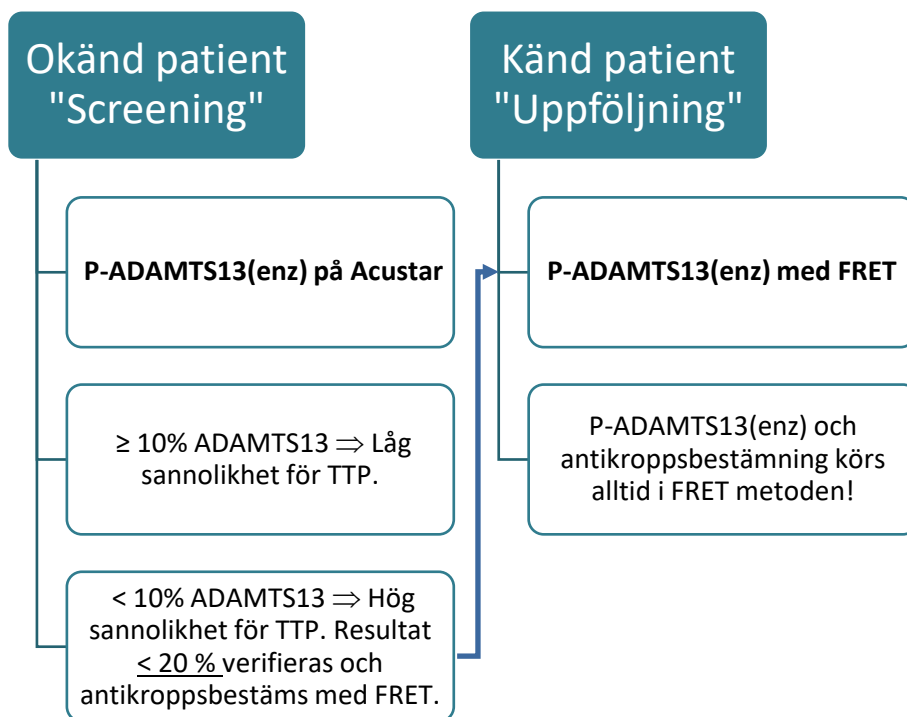 Okänd patient
"Screening"
P-ADAMTS13(enz) på Acustar
≥ 10% ADAMTS13 ⇒ Låg
sannolikhet för TTP.
< 10% ADAMTS13 ⇒ Hög
sannolikhet för TTP. Resultat
< 20 % verifieras och
antikroppsbestäms med FRET.
Känd patient
"Uppföljning"
P-ADAMTS13(enz) med FRET
P-ADAMTS13(enz) och
antikroppsbestämning körs
alltid i FRET metoden!